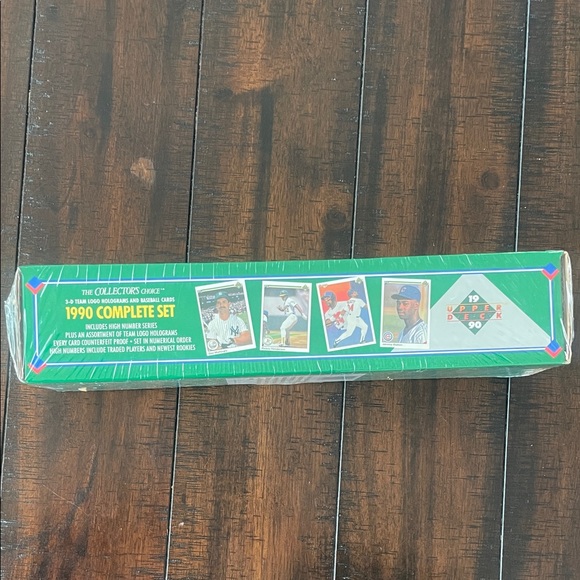 THE COLLECTORS CHOICE™
3-D TEAM LOGO HOLOGRAMS AND BASEBALL CARDS
1990 COMPLETE SET
INCLUDES HIGH NUMBER SERIES
PLUS AN ASSORTMENT OF TEAM LOGO HOLOGRAMS
EVERY CARD COUNTERFEIT PROOF • SET IN NUMERICAL ORDER
HIGH NUMBERS INCLUDE TRADED PLAYERS AND NEWEST ROOKIES
19
UPPER
DECK
90